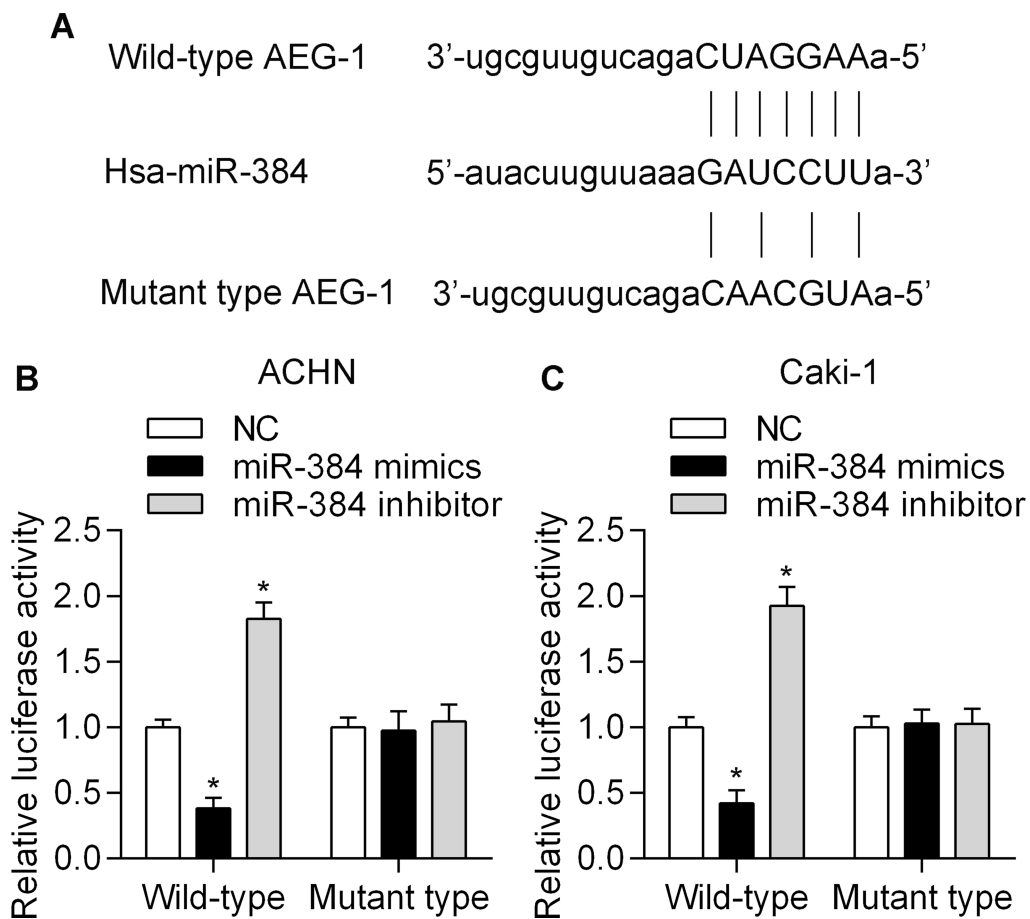 A
Wild-type AEG-1 3’-ugcguugucagaCUAGGAAa-5’
Hsa-miR-384 5’-auacuuguuaaaGAUCCUUa-3’
Mutant type AEG-1 3’-ugcguugucagaCAACGUAa-5’
B ACHN
NC
miR-384 mimics
miR-384 inhibitor
Relative luciferase activity
2.5
2.0
1.5
1.0
0.5
0.0
*
*
Wild-type Mutant type
C Caki-1
NC
miR-384 mimics
miR-384 inhibitor
Relative luciferase activity
2.5
2.0
1.5
1.0
0.5
0.0
*
*
Wild-type Mutant type